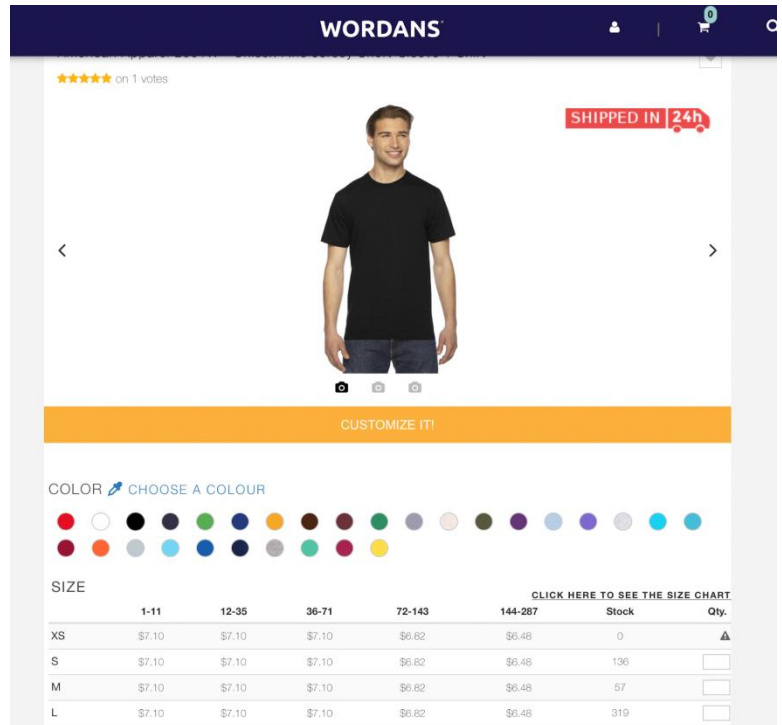 WORDANS
0
on 1 votes
SHIPPED IN 24h
CUSTOMIZE IT!
COLOR CHOOSE A COLOUR
SIZE
CLICK HERE TO SEE THE SIZE CHART
1-11 12-35 36-71 72-143 144-287 Stock Qty.
XS $7.10 $7.10 $7.10 $6.82 $6.48 0
S $7.10 $7.10 $7.10 $6.82 $6.48 136
M $7.10 $7.10 $7.10 $6.82 $6.48 57
L $7.10 $7.10 $7.10 $6.82 $6.48 319